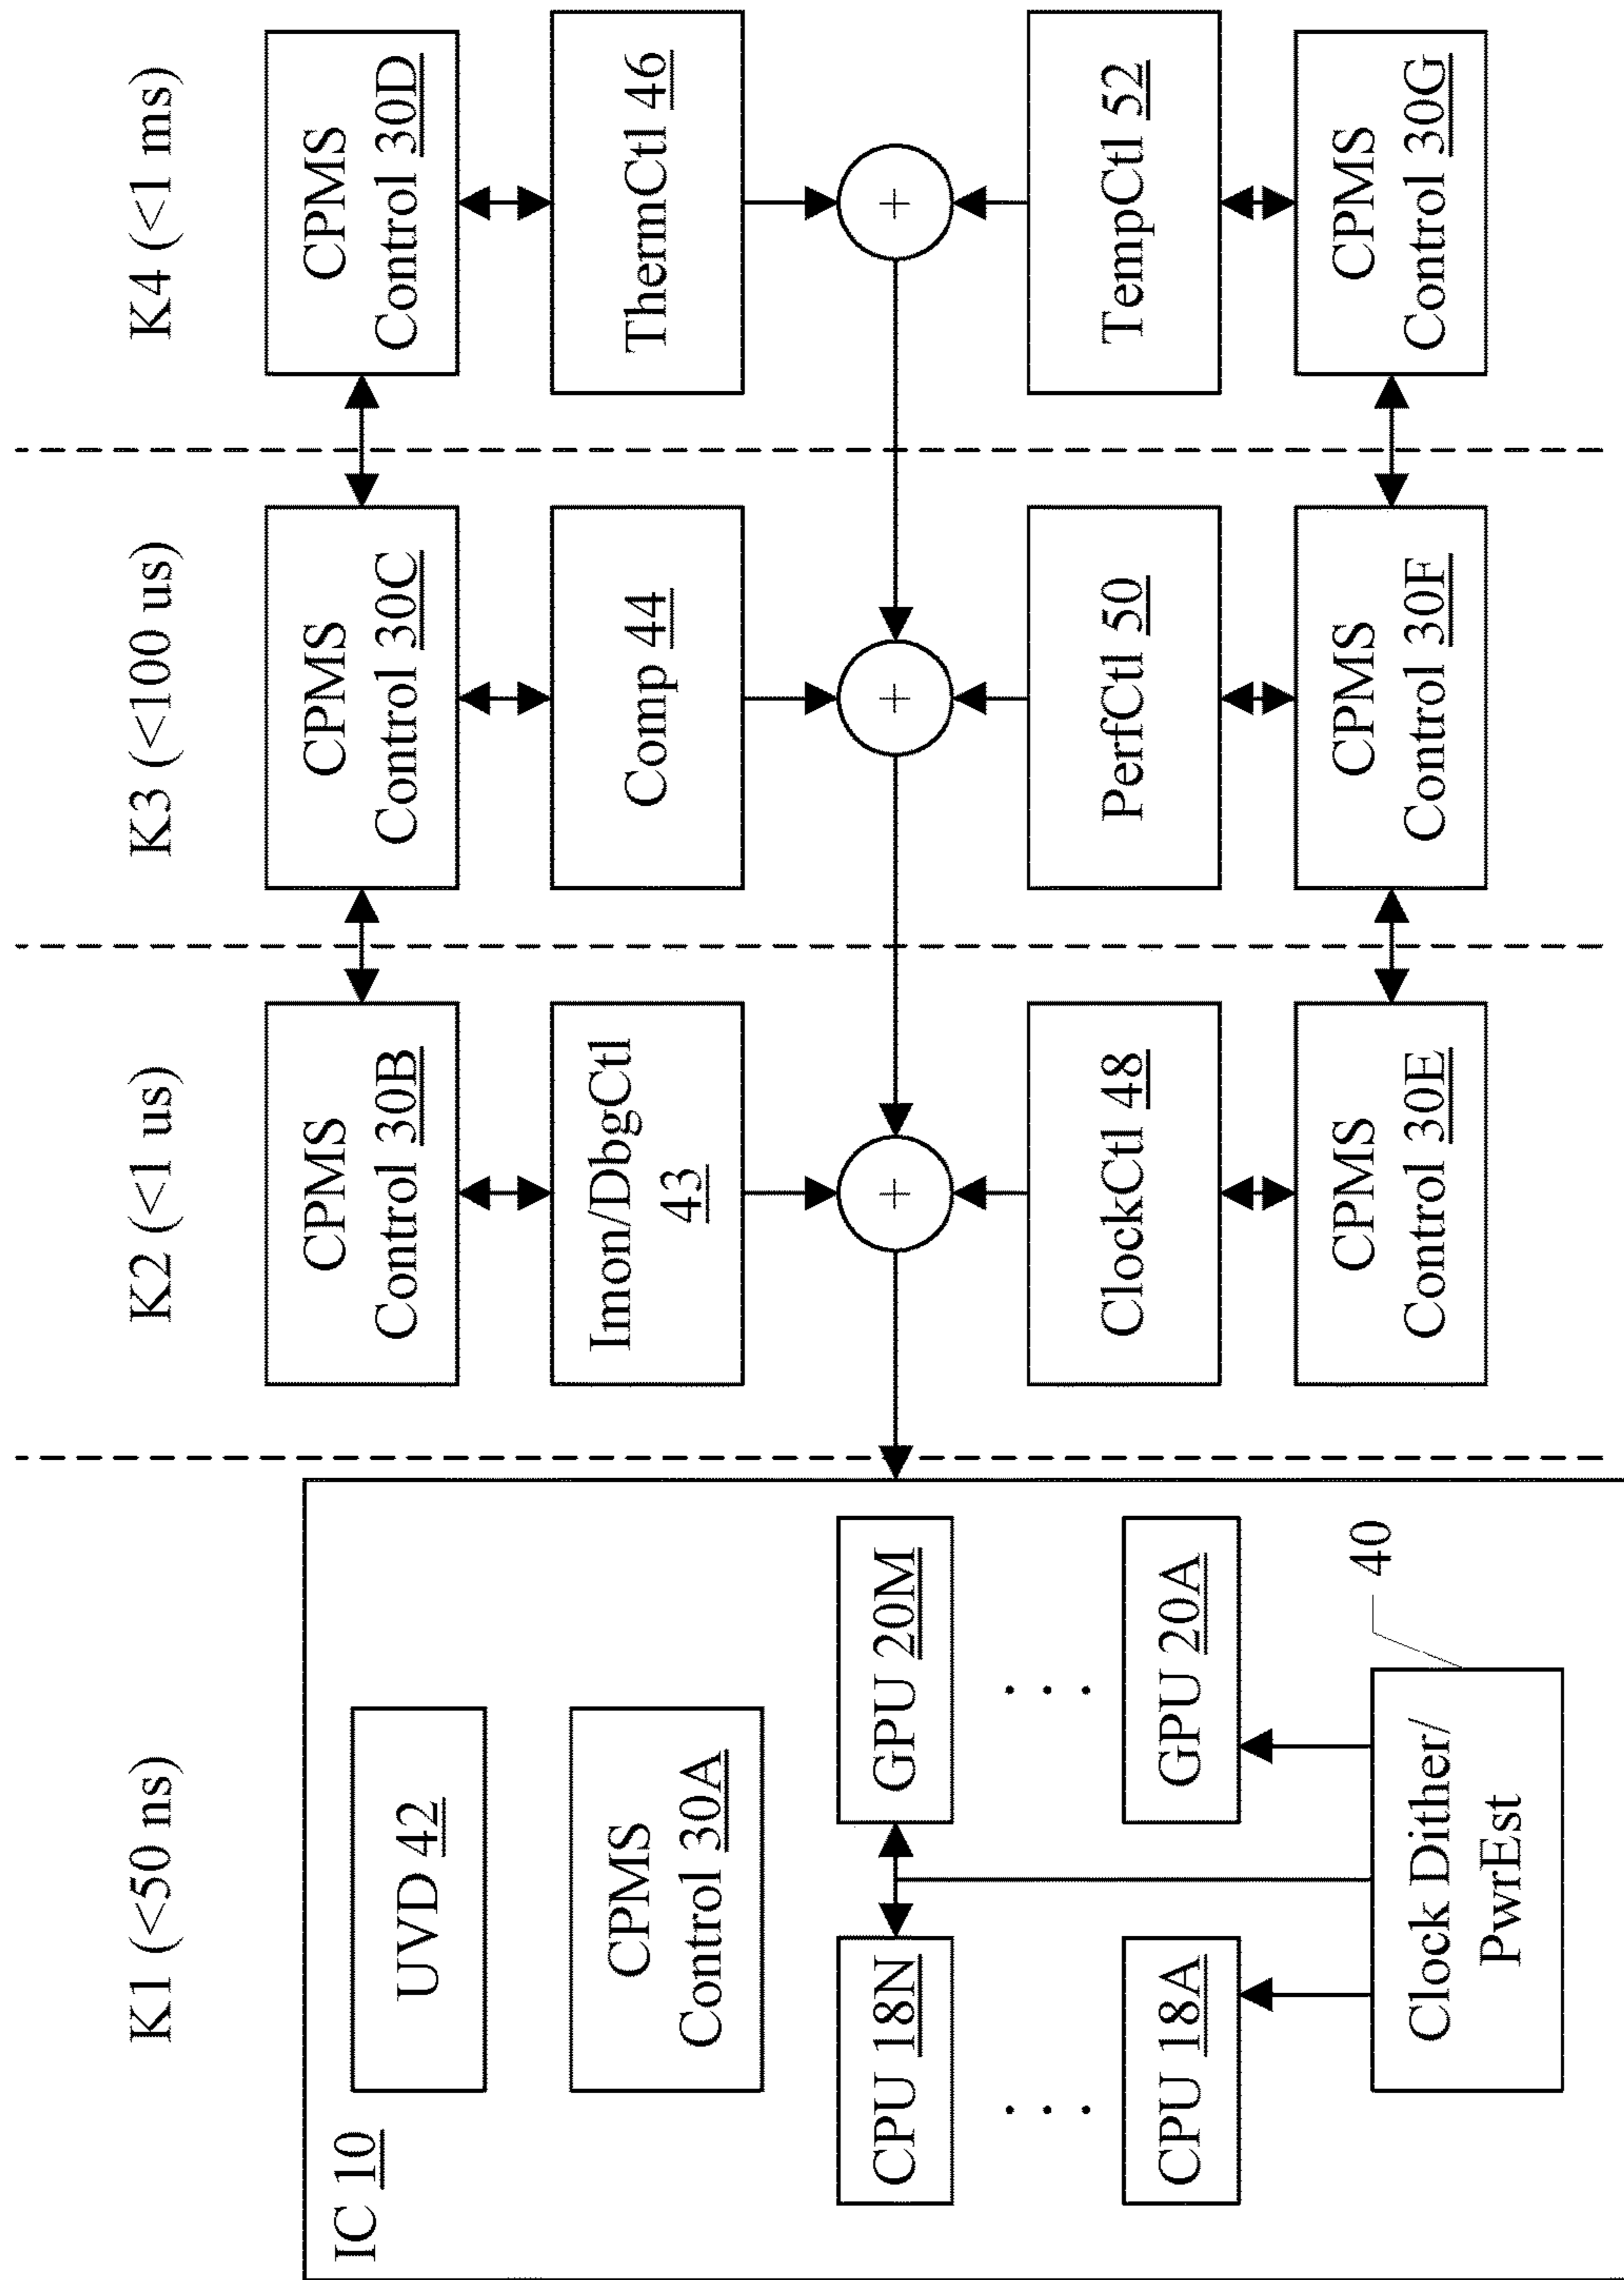 K1 (<50 ns)
K2 (<1 us)
K3 (<100 us)
K4 (<1 ms)
IC 10
UVD 42
CPMS
Control 30A
CPU 18N
GPU 20M
. . .
. . .
CPU 18A
GPU 20A
Clock Dither/
PwrEst
40
CPMS
Control 30B
Imon/DbgCtl
43
+
ClockCtl 48
CPMS
Control 30E
CPMS
Control 30C
Comp 44
+
PerfCtl 50
CPMS
Control 30F
CPMS
Control 30D
ThermCtl 46
+
TempCtl 52
CPMS
Control 30G